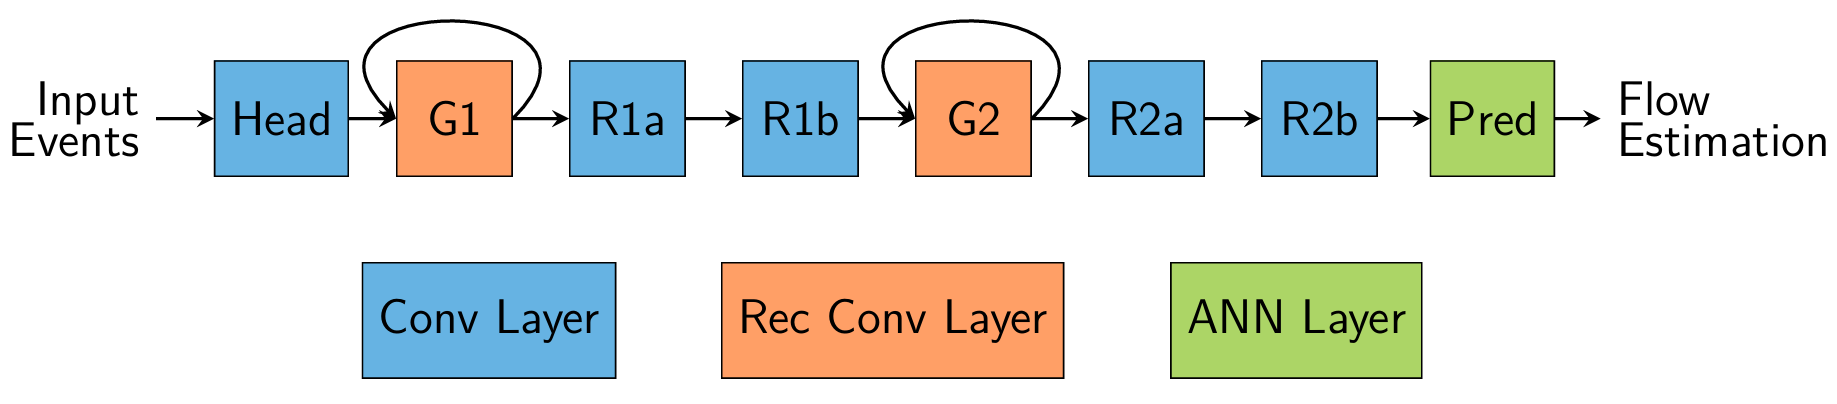 Input
Events
Head
G1
R1a
R1b
G2
R2a
R2b
Pred
Flow
Estimation
Conv Layer
Rec Conv Layer
ANN Layer